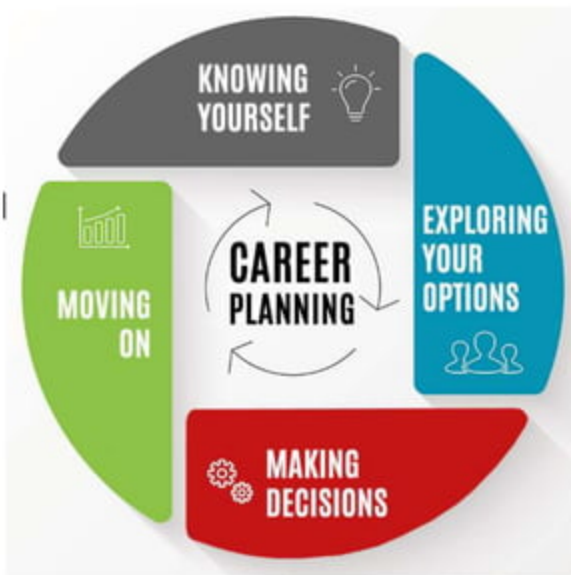 KNOWING
YOURSELF
EXPLORING
YOUR
OPTIONS
CAREER
PLANNING
MOVING
ON
MAKING
DECISIONS